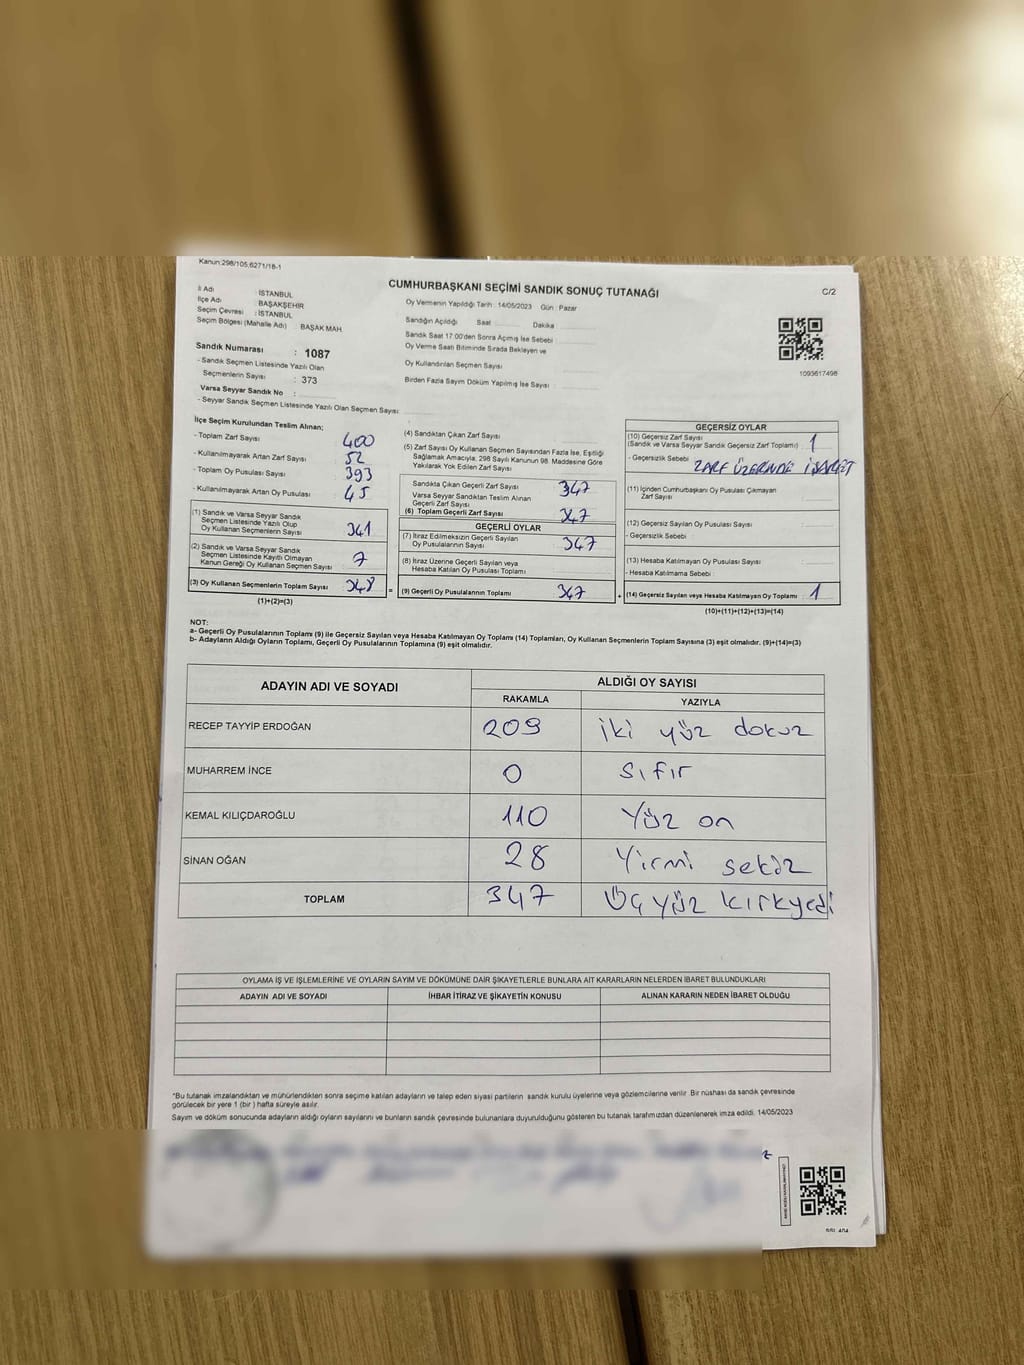 Kanun:298/105;6271/18-1
CUMHURBAŞKANI SEÇİMİ SANDIK SONUÇ TUTANAĞI
C/2
İl Adı : İSTANBUL
İlçe Adı : BAŞAKŞEHİR
Seçim Çevresi : İSTANBUL
Seçim Bölgesi (Mahalle Adı) : BAŞAK MAH.
Oy Vermenin Yapıldığı Tarih : 14/05/2023 Gün : Pazar
Sandığın Açıldığı Saat Dakika :
Sandık Saat 17:00'den Sonra Açılmış İse Sebebi :
Oy Verme Saati Bitiminde Sırada Bekleyen ve
Oy Kullandırılan Seçmen Sayısı
Birden Fazla Sayım Döküm Yapılmış İse Sayısı :
1093617498
Sandık Numarası : 1087
- Sandık Seçmen Listesinde Yazılı Olan
Seçmenlerin Sayısı : 373
Varsa Seyyar Sandık No :
- Seyyar Sandık Seçmen Listesinde Yazılı Olan Seçmen Sayısı:
İlçe Seçim Kurulundan Teslim Alınan;
- Toplam Zarf Sayısı 400
- Kullanılmayarak Artan Zarf Sayısı 52
- Toplam Oy Pusulası Sayısı 393
- Kullanılmayarak Artan Oy Pusulası 45
(1) Sandık ve Varsa Seyyar Sandık
Seçmen Listesinde Yazılı Olup
Oy Kullanan Seçmenlerin Sayısı 341
(2) Sandık ve Varsa Seyyar Sandık
Seçmen Listesinde Kayıtlı Olmayan
Kanun Gereği Oy Kullanan Seçmen Sayısı 7
(3) Oy Kullanan Seçmenlerin Toplam Sayısı 348
(1)+(2)=(3)
(4) Sandıktan Çıkan Zarf Sayısı
(5) Zarf Sayısı Oy Kullanan Seçmen Sayısından Fazla İse, Eşitliği
Sağlamak Amacıyla, 298 Sayılı Kanunun 98. Maddesine Göre
Yakılarak Yok Edilen Zarf Sayısı
Sandıkta Çıkan Geçerli Zarf Sayısı 347
Varsa Seyyar Sandıktan Teslim Alınan
Geçerli Zarf Sayısı
(6) Toplam Geçerli Zarf Sayısı 347
GEÇERLİ OYLAR
(7) İtiraz Edilmeksizin Geçerli Sayılan
Oy Pusulalarının Sayısı 347
(8) İtiraz Üzerine Geçerli Sayılan veya
Hesaba Katılan Oy Pusulası Toplamı
= (9) Geçerli Oy Pusulalarının Toplamı 347
GEÇERSİZ OYLAR
(10) Geçersiz Zarf Sayısı
(Sandık ve Varsa Seyyar Sandık Geçersiz Zarf Toplamı) 1
- Geçersizlik Sebebi ZARF ÜZERİNDE İŞARET
(11) İçinden Cumhurbaşkanı Oy Pusulası Çıkmayan
Zarf Sayısı
(12) Geçersiz Sayılan Oy Pusulası Sayısı
- Geçersizlik Sebebi
(13) Hesaba Katılmayan Oy Pusulası Sayısı
- Hesaba Katılmama Sebebi
+ (14) Geçersiz Sayılan veya Hesaba Katılmayan Oy Toplamı 1
(10)+(11)+(12)+(13)=(14)
NOT:
a- Geçerli Oy Pusulalarının Toplamı (9) ile Geçersiz Sayılan veya Hesaba Katılmayan Oy Toplamı (14) Toplamları, Oy Kullanan Seçmenlerin Toplam Sayısına (3) eşit olmalıdır. (9)+(14)=(3)
b- Adayların Aldığı Oyların Toplamı, Geçerli Oy Pusulalarının Toplamına (9) eşit olmalıdır.
ADAYIN ADI VE SOYADI ALDIĞI OY SAYISI
RAKAMLA YAZIYLA
RECEP TAYYİP ERDOĞAN 209 iki yüz dokuz
MUHARREM İNCE 0 sıfır
KEMAL KILIÇDAROĞLU 110 Yüz on
SİNAN OĞAN 28 Yirmi sekiz
TOPLAM 347 Üç yüz kırkyedi
OYLAMA İŞ VE İŞLEMLERİNE VE OYLARIN SAYIM VE DÖKÜMÜNE DAİR ŞİKAYETLERLE BUNLARA AİT KARARLARIN NELERDEN İBARET BULUNDUKLARI
ADAYIN ADI VE SOYADI İHBAR İTİRAZ VE ŞİKAYETİN KONUSU ALINAN KARARIN NEDEN İBARET OLDUĞU
*Bu tutanak imzalandıktan ve mühürlendikten sonra seçime katılan adayların ve talep eden siyasi partilerin sandık kurulu üyelerine veya gözlemcilerine verilir. Bir nüshası da sandık çevresinde
görülecek bir yere 1 (bir) hafta süreyle asılır.
Sayım ve döküm sonucunda adayların aldığı oyların sayılarını ve bunların sandık çevresinde bulunanlara duyurulduğunu gösteren bu tutanak tarafımızdan düzenlenerek imza edildi. 14/05/2023